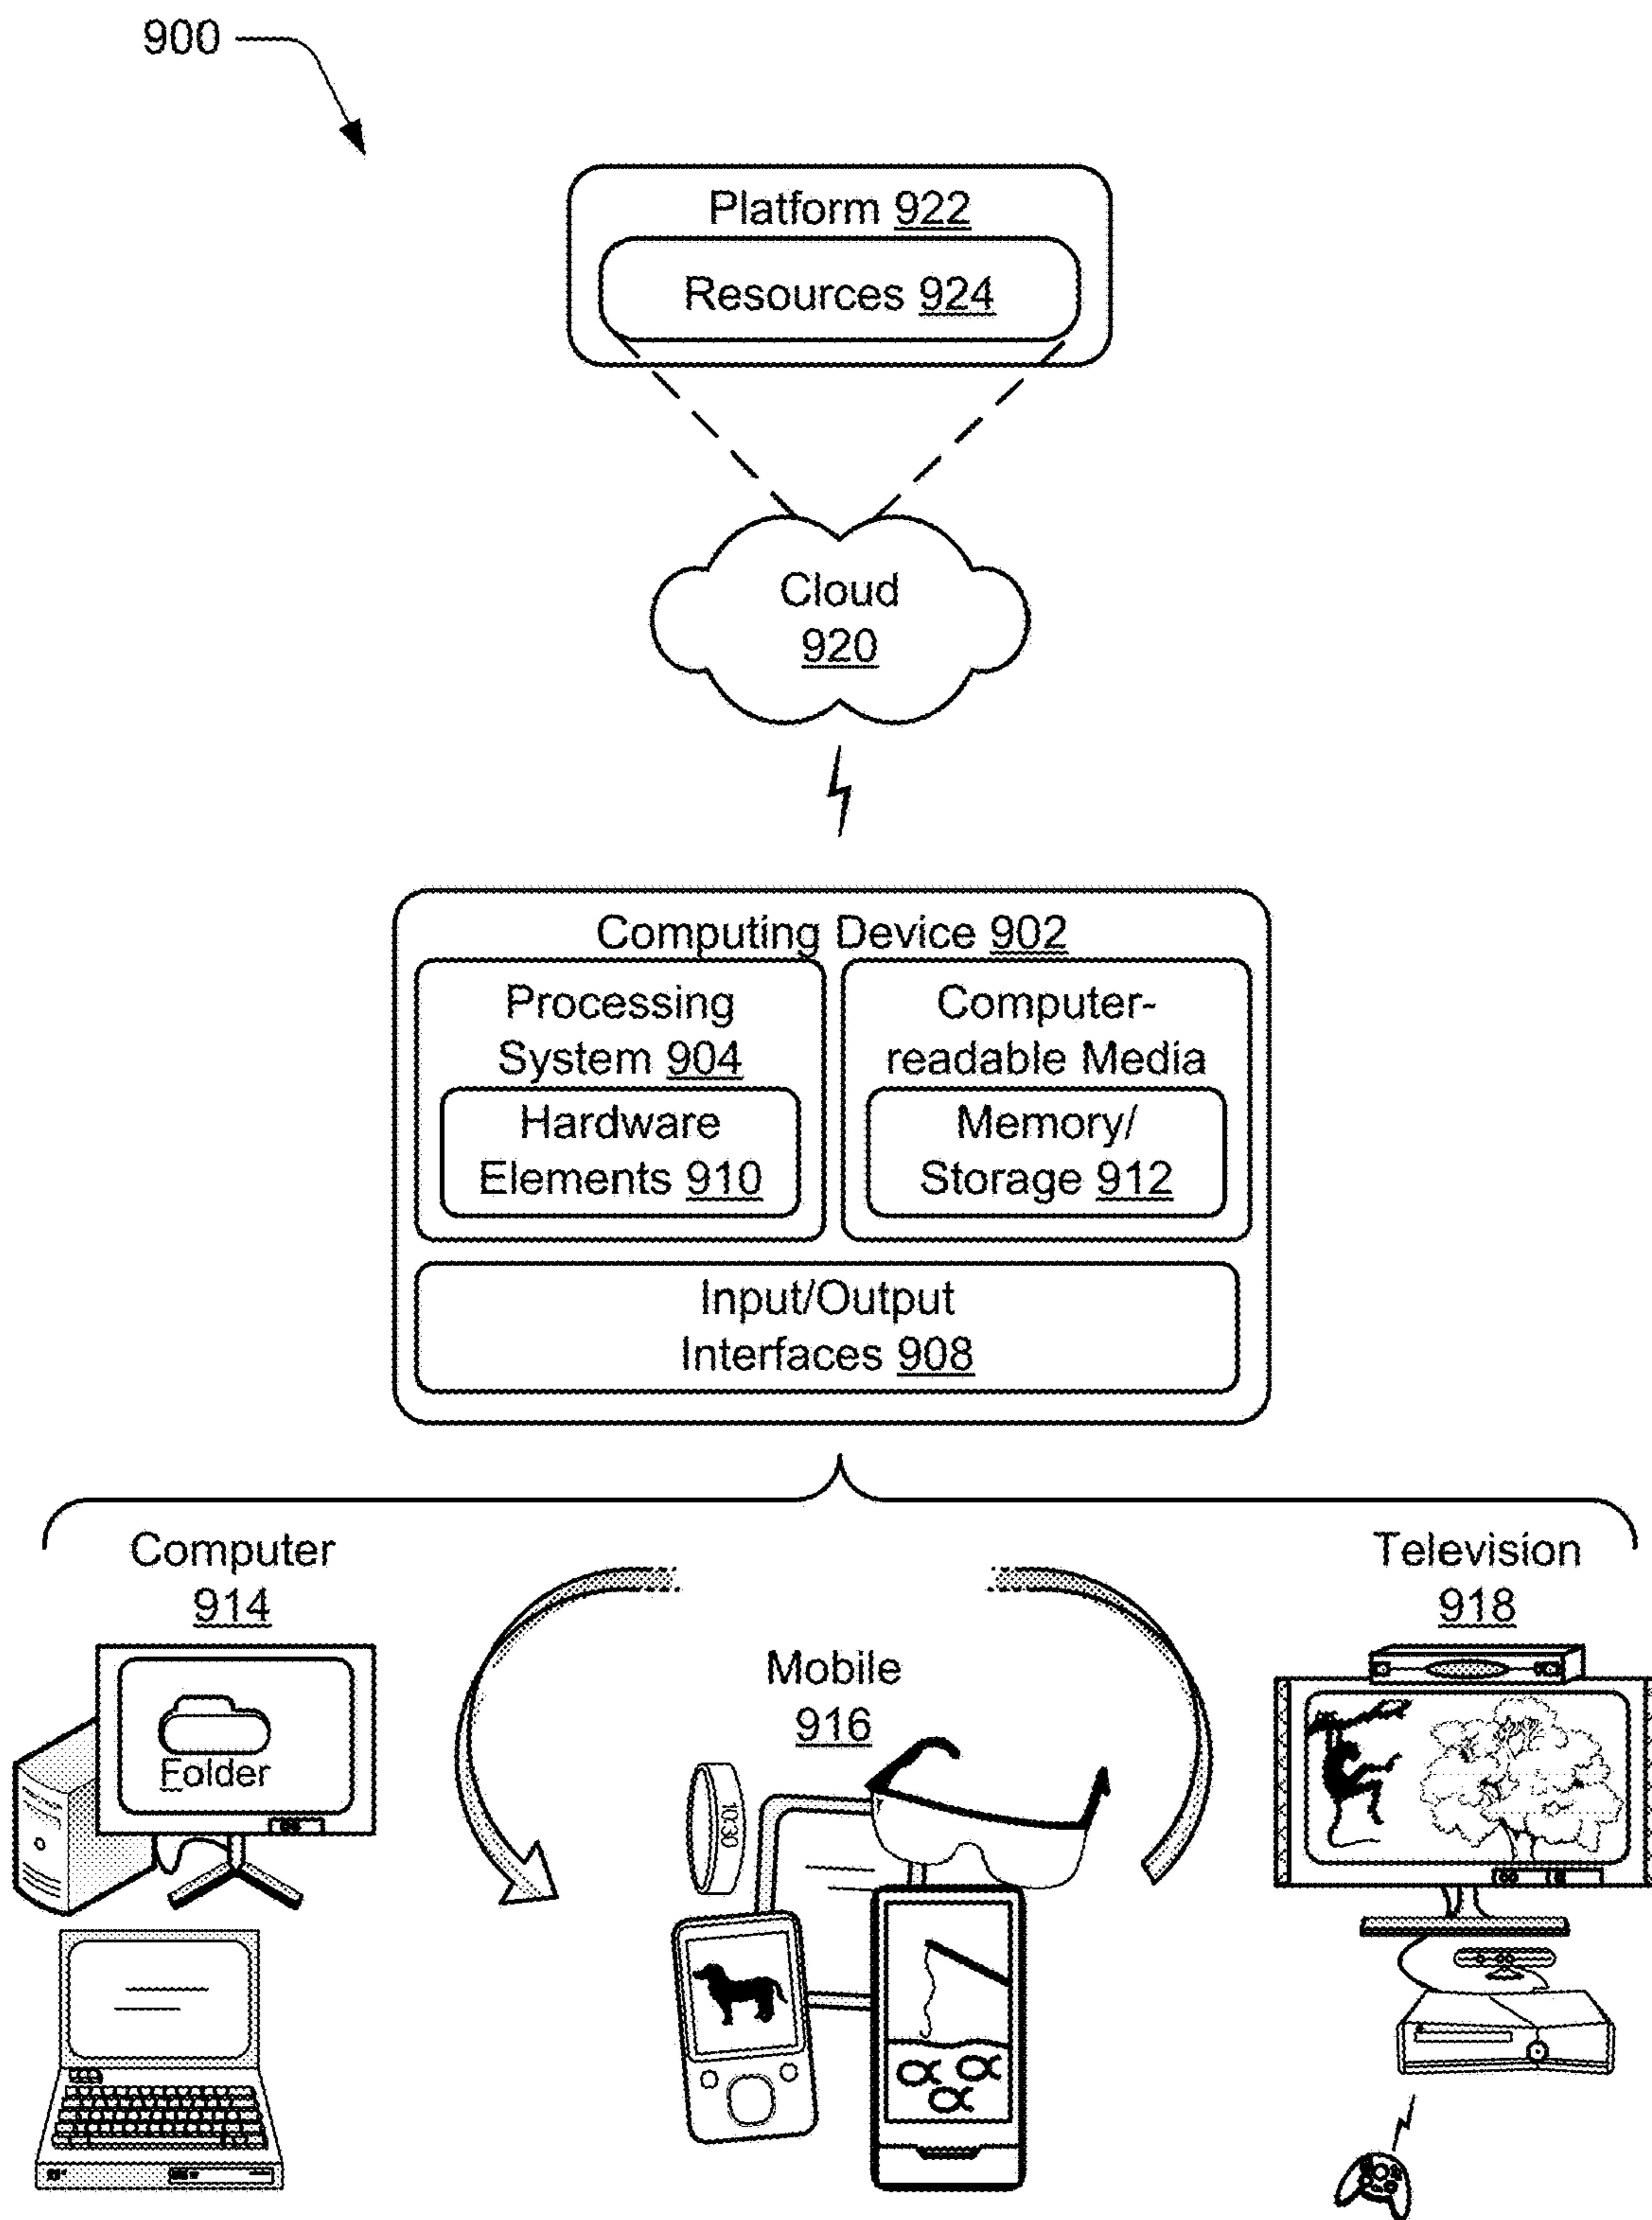 900
Platform 922
Resources 924
Cloud
920
Computing Device 902
Processing
System 904
Hardware
Elements 910
Computer-
readable Media
Memory/
Storage 912
Input/Output
Interfaces 908
Computer
914
Folder
Mobile
916
10:30
Television
918